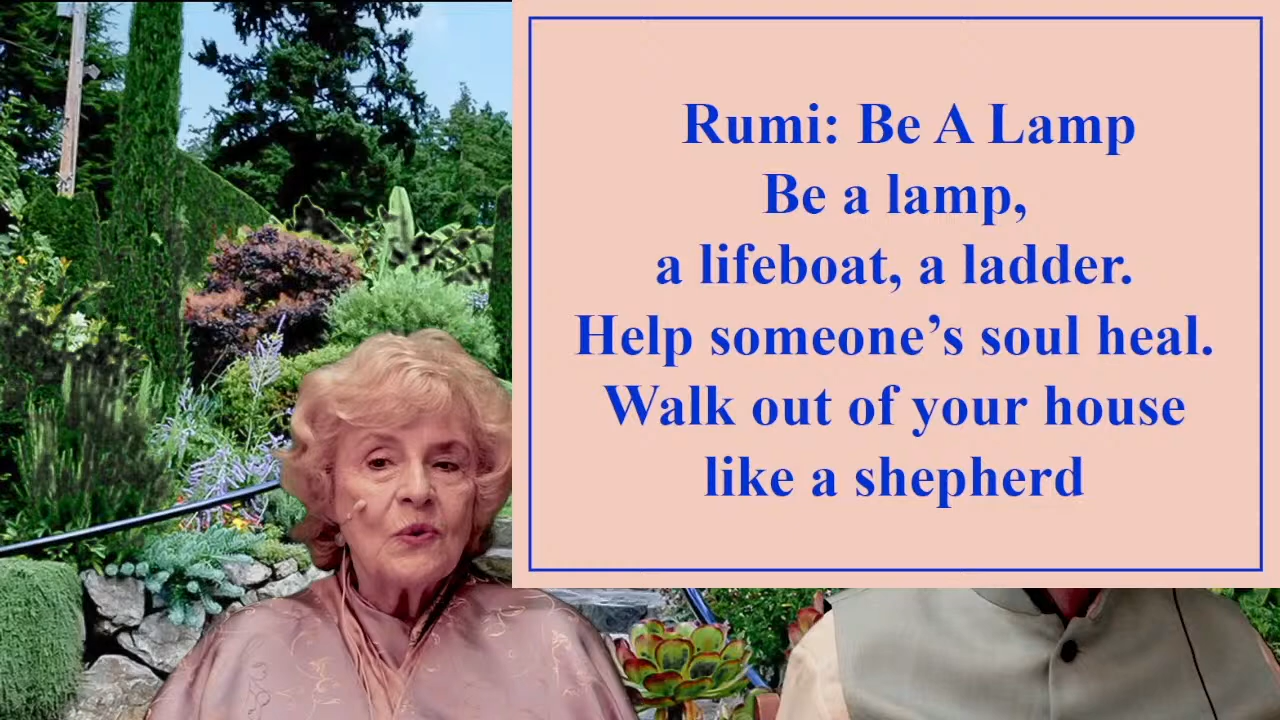 Rumi: Be A Lamp
Be a lamp,
a lifeboat, a ladder.
Help someone’s soul heal.
Walk out of your house
like a shepherd